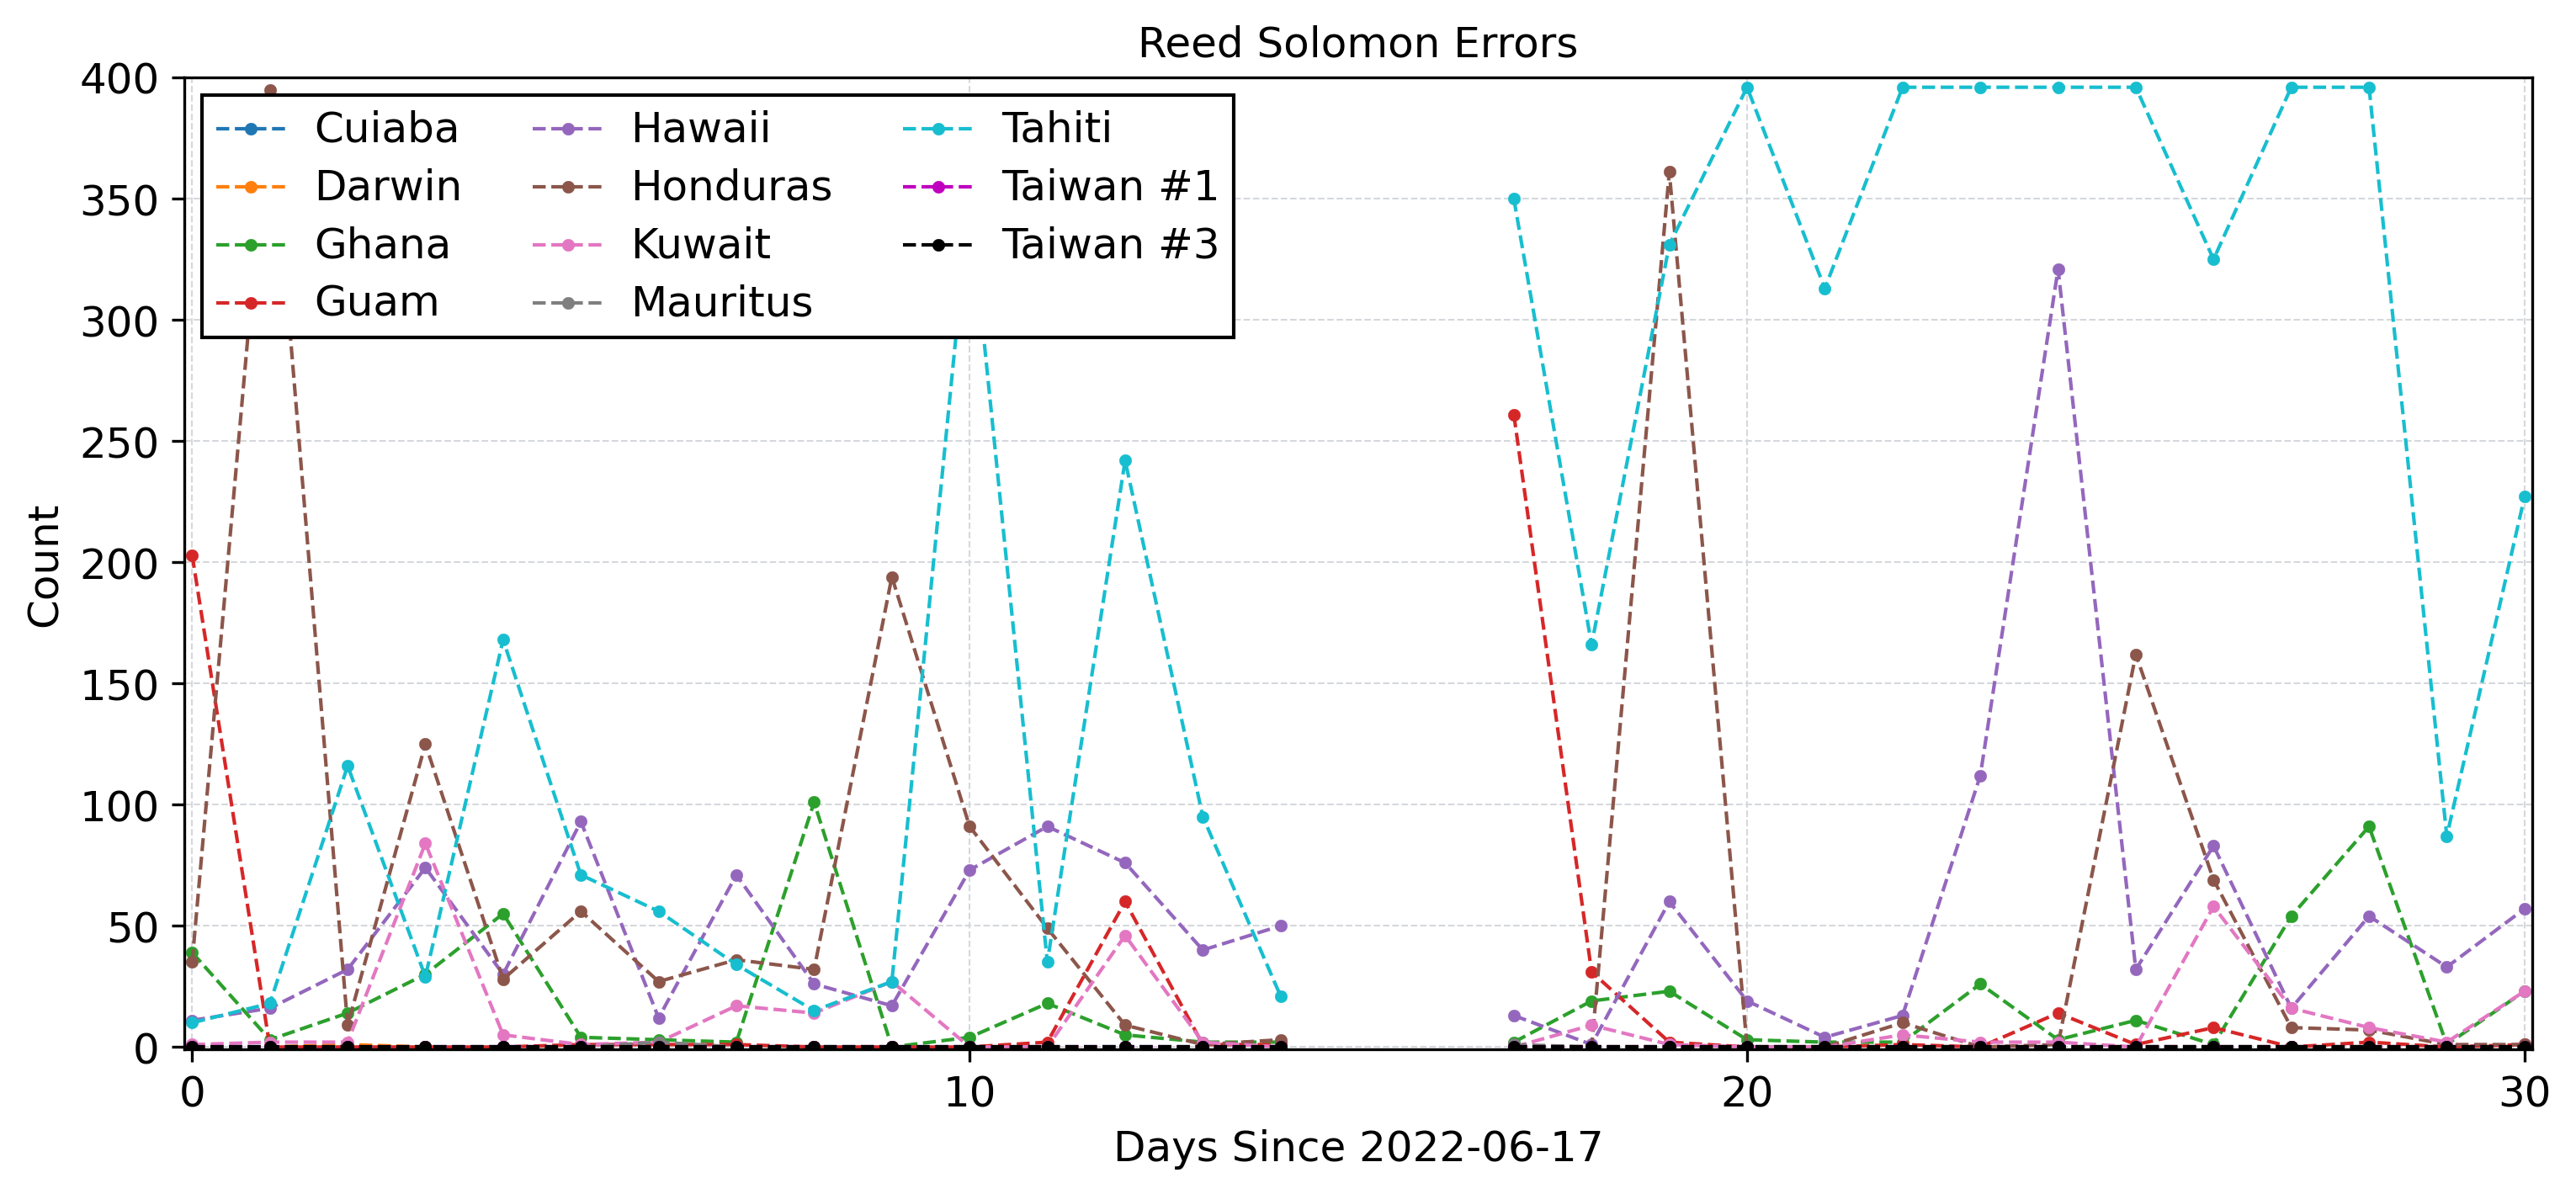 Reed Solomon Errors
400
350
300
250
200
150
100
50
0
Count
Cuiaba
Darwin
Ghana
Guam
Hawaii
Honduras
Kuwait
Mauritus
Tahiti
Taiwan #1
Taiwan #3
0 10 20 30
Days Since 2022-06-17